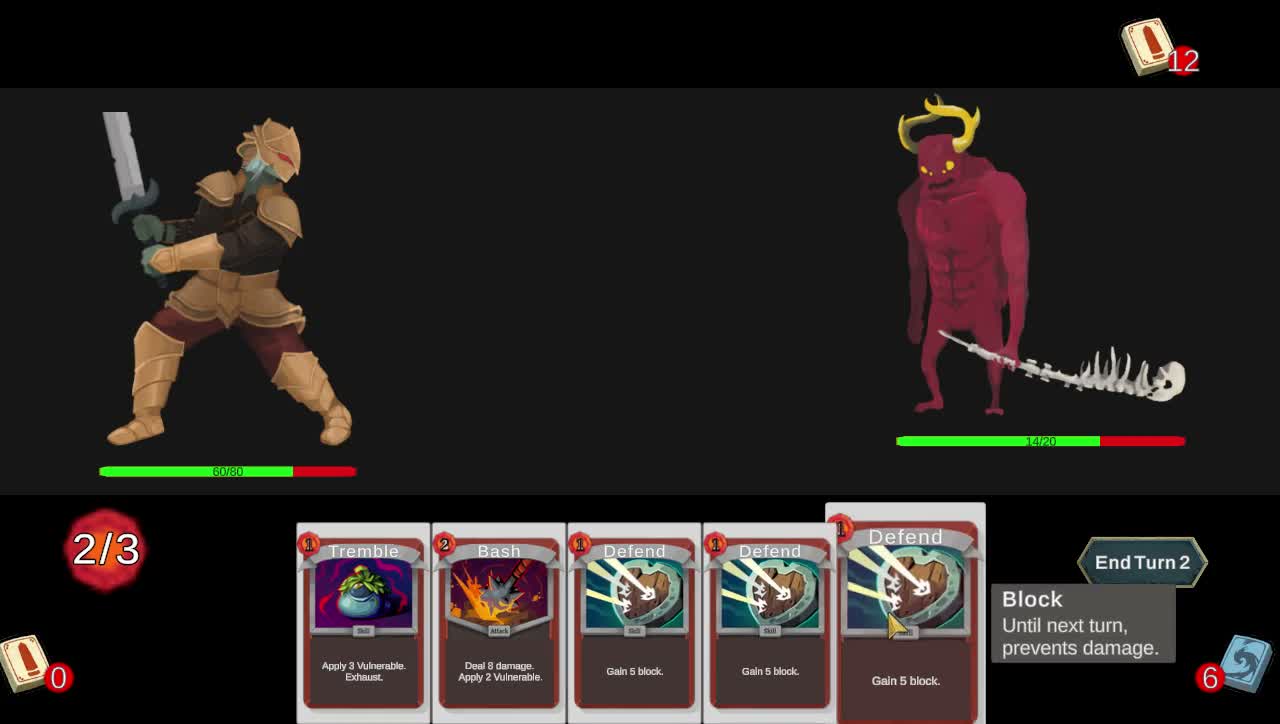 12
60/80
14/20
2/3
1
Tremble
Skill
Apply 3 Vulnerable.
Exhaust.
2
Bash
Attack
Deal 8 damage.
Apply 2 Vulnerable.
1
Defend
Skill
Gain 5 block.
1
Defend
Skill
Gain 5 block.
1
Defend
Gain 5 block.
End Turn 2
Block
Until next turn,
prevents damage.
0
6